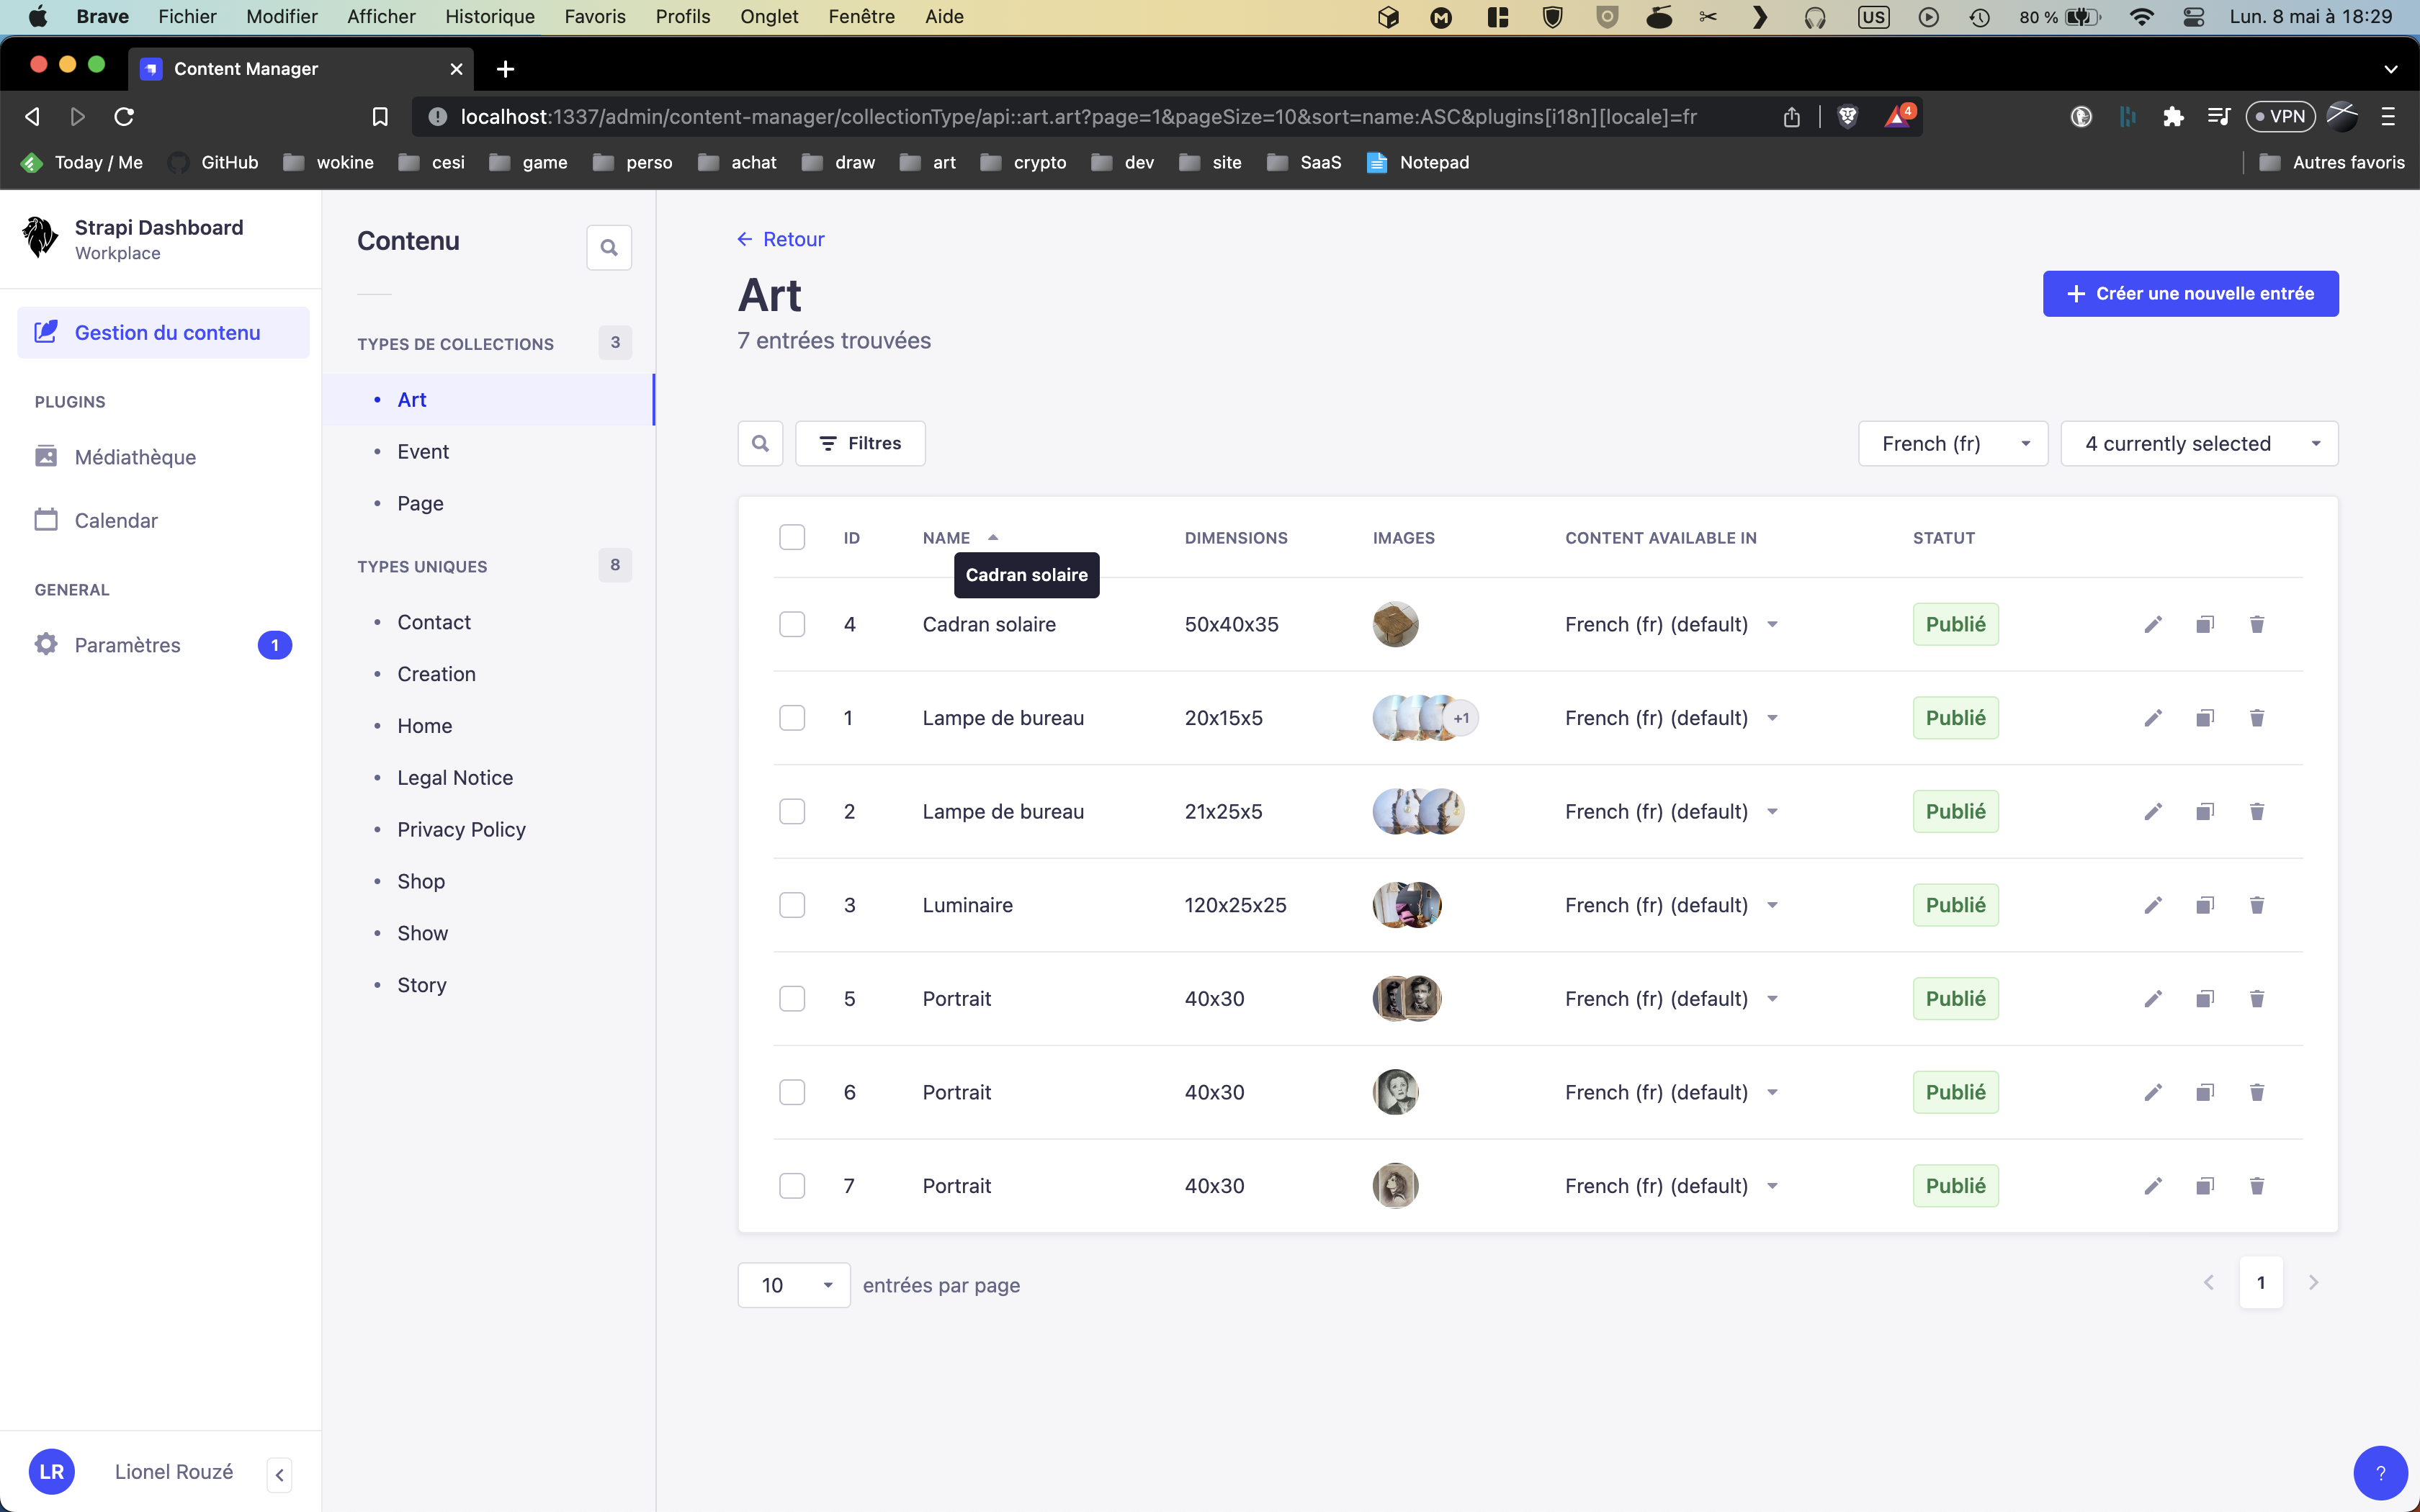 Brave Fichier Modifier Afficher Historique Favoris Profils Onglet Fenêtre Aide US 80 % Lun. 8 mai à 18:29
Content Manager
localhost:1337/admin/content-manager/collectionType/api::art.art?page=1&pageSize=10&sort=name:ASC&plugins[i18n][locale]=fr 4 VPN
Today / Me GitHub wokine cesi game perso achat draw art crypto dev site SaaS Notepad Autres favoris
Strapi Dashboard
Workplace
Gestion du contenu
PLUGINS
Médiathèque
Calendar
GENERAL
Paramètres 1
LR Lionel Rouzé
Contenu
TYPES DE COLLECTIONS 3
Art
Event
Page
TYPES UNIQUES 8
Contact
Creation
Home
Legal Notice
Privacy Policy
Shop
Show
Story
Retour
Art
7 entrées trouvées
Créer une nouvelle entrée
Filtres
French (fr)
4 currently selected
ID NAME DIMENSIONS IMAGES CONTENT AVAILABLE IN STATUT
Cadran solaire
4 Cadran solaire 50x40x35 French (fr) (default) Publié
1 Lampe de bureau 20x15x5 +1 French (fr) (default) Publié
2 Lampe de bureau 21x25x5 French (fr) (default) Publié
3 Luminaire 120x25x25 French (fr) (default) Publié
5 Portrait 40x30 French (fr) (default) Publié
6 Portrait 40x30 French (fr) (default) Publié
7 Portrait 40x30 French (fr) (default) Publié
10 entrées par page
1
?